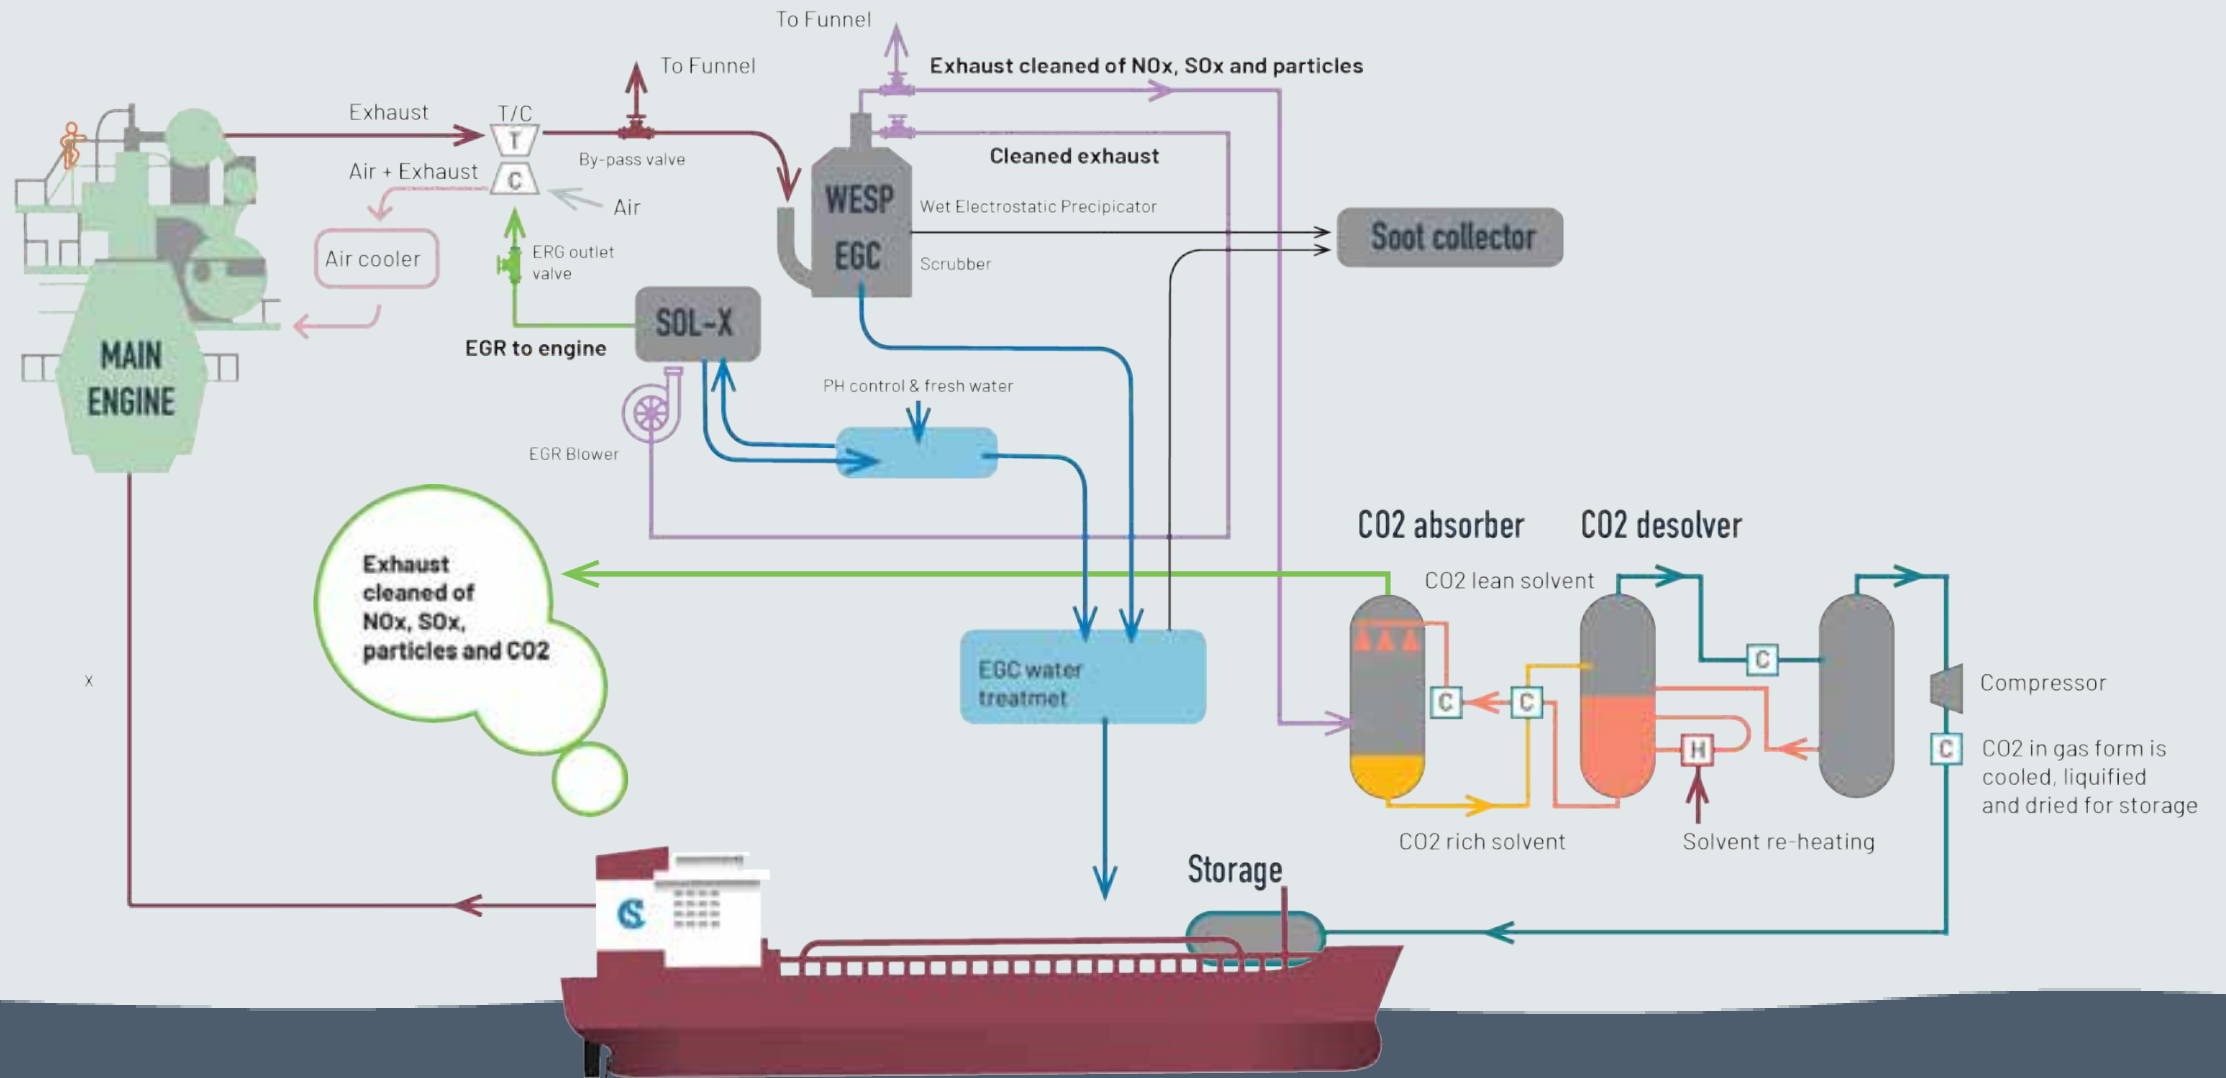 To Funnel
To Funnel
Exhaust cleaned of NOx, SOx and particles
Exhaust
T/C
T
By-pass valve
Cleaned exhaust
Air + Exhaust
C
Air
WESP
EGC
Wet Electrostatic Precipicator
Scrubber
Soot collector
Air cooler
ERG outlet
valve
SOL-X
EGR to engine
MAIN
ENGINE
PH control & fresh water
EGR Blower
CO2 absorber
CO2 desolver
CO2 lean solvent
Exhaust
cleaned of
NOx, SOx,
particles and CO2
X
EGC water
treatmet
C
C
C
Compressor
H
C
CO2 in gas form is
cooled, liquified
and dried for storage
CO2 rich solvent
Solvent re-heating
Storage
CS